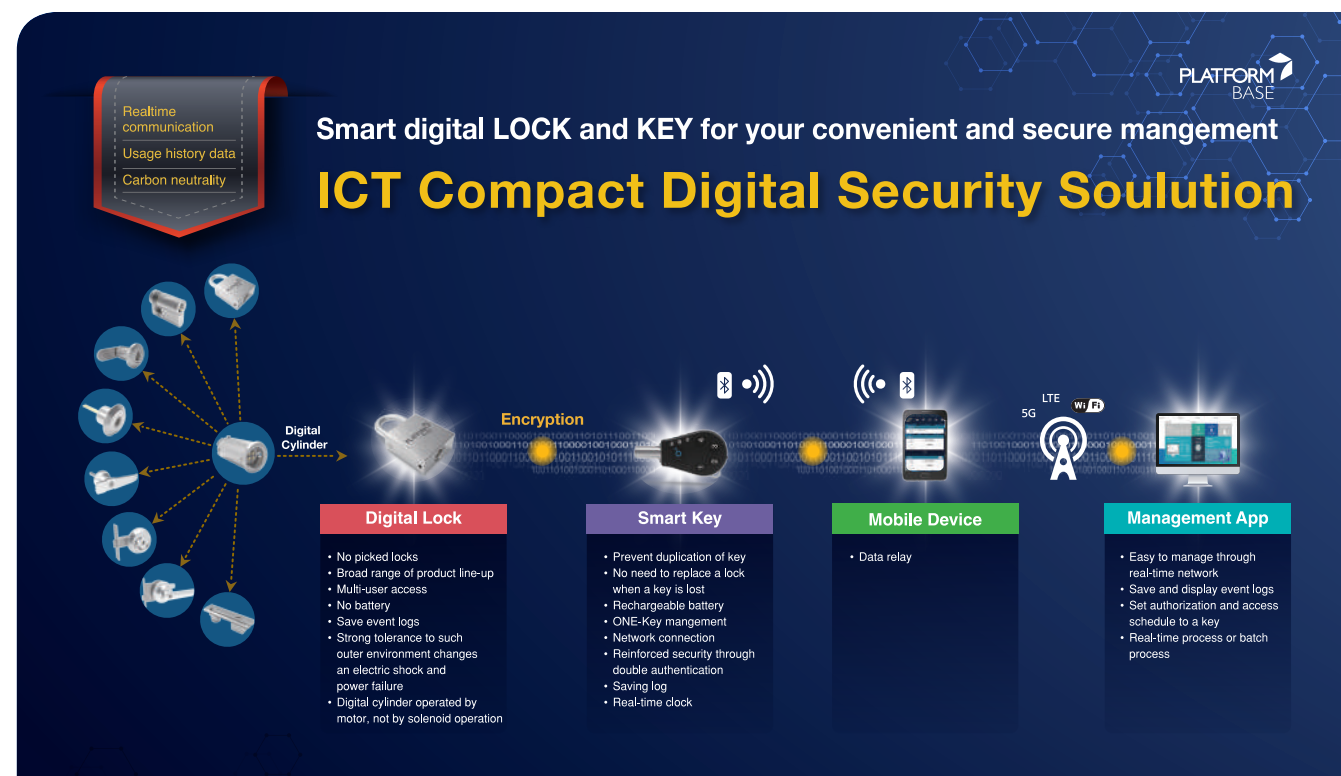 PLATFORM
BASE
Realtime
communication
Usage history data
Carbon neutrality
Smart digital LOCK and KEY for your convenient and secure mangement
ICT Compact Digital Security Soulution
Digital
Cylinder
Encryption
LTE
5G
Wi Fi
Digital Lock
• No picked locks
• Broad range of product line-up
• Multi-user access
• No battery
• Save event logs
• Strong tolerance to such
outer environment changes
an electric shock and
power failure
• Digital cylinder operated by
motor, not by solenoid operation
Smart Key
• Prevent duplication of key
• No need to replace a lock
when a key is lost
• Rechargeable battery
• ONE-Key mangement
• Network connection
• Reinforced security through
double authentication
• Saving log
• Real-time clock
Mobile Device
• Data relay
Management App
• Easy to manage through
real-time network
• Save and display event logs
• Set authorization and access
schedule to a key
• Real-time process or batch
process